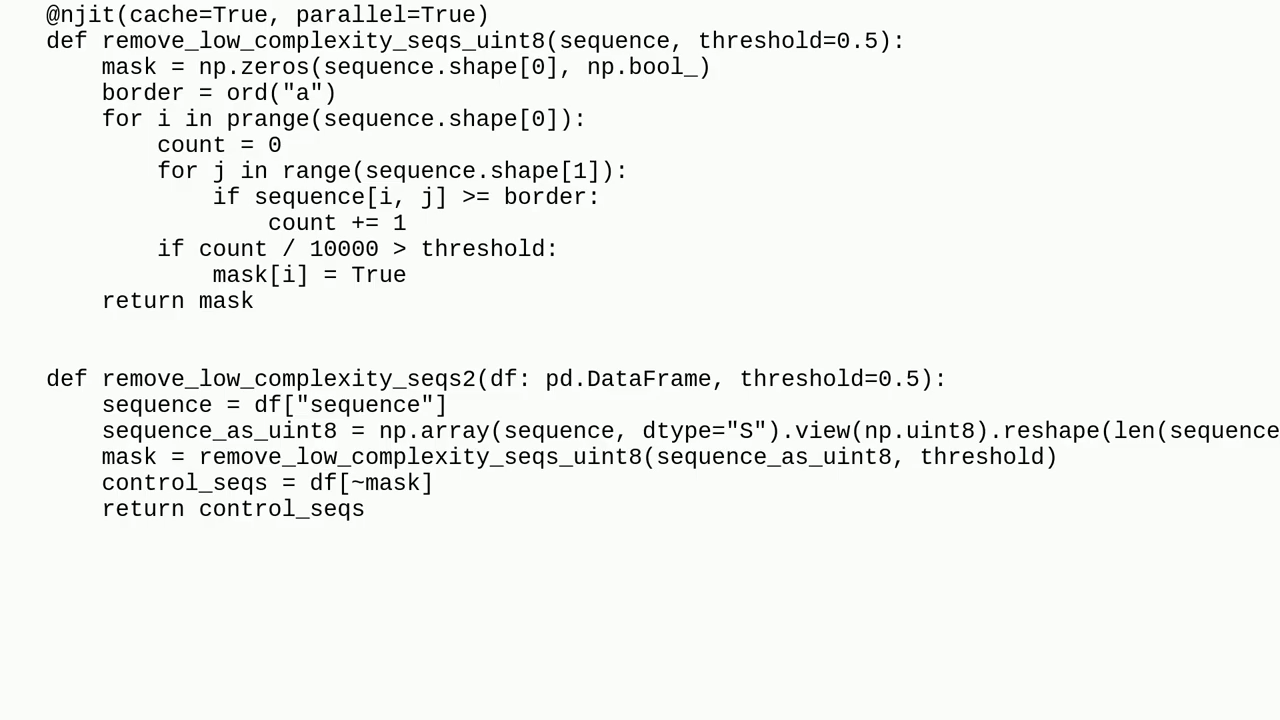 @njit(cache=True, parallel=True)
def remove_low_complexity_seqs_uint8(sequence, threshold=0.5):
    mask = np.zeros(sequence.shape[0], np.bool_)
    border = ord("a")
    for i in prange(sequence.shape[0]):
        count = 0
        for j in range(sequence.shape[1]):
            if sequence[i, j] >= border:
                count += 1
        if count / 10000 > threshold:
            mask[i] = True
    return mask
def remove_low_complexity_seqs2(df: pd.DataFrame, threshold=0.5):
    sequence = df["sequence"]
    sequence_as_uint8 = np.array(sequence, dtype="S").view(np.uint8).reshape(len(sequence
    mask = remove_low_complexity_seqs_uint8(sequence_as_uint8, threshold)
    control_seqs = df[~mask]
    return control_seqs